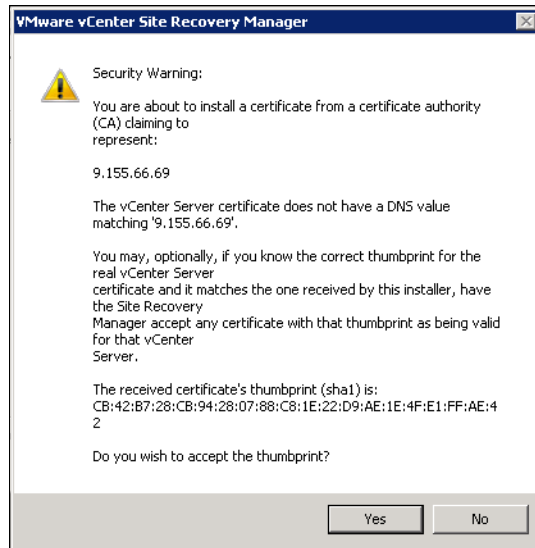 VMware vCenter Site Recovery Manager
Security Warning:
You are about to install a certificate from a certificate authority
(CA) claiming to
represent:
9.155.66.69
The vCenter Server certificate does not have a DNS value
matching '9.155.66.69'.
You may, optionally, if you know the correct thumbprint for the
real vCenter Server
certificate and it matches the one received by this installer, have
the Site Recovery
Manager accept any certificate with that thumbprint as being valid
for that vCenter
Server.
The received certificate's thumbprint (sha1) is:
CB:42:B7:28:CB:94:28:07:88:C8:1E:22:D9:AE:1E:4F:E1:FF:AE:4
2
Do you wish to accept the thumbprint?
Yes
No